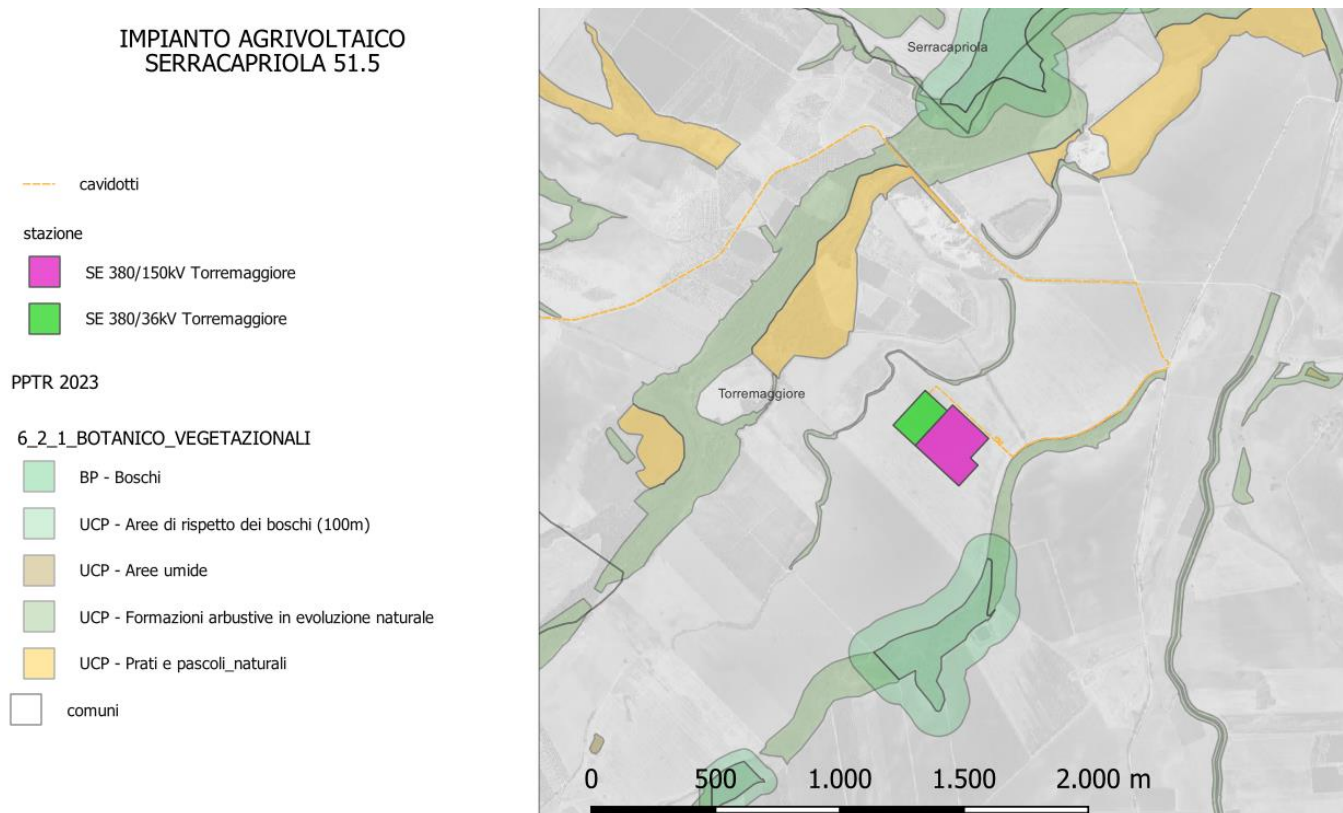 IMPIANTO AGRIVOLTAICO
SERRACAPRIOLA 51.5
cavidotti
stazione
SE 380/150kV Torremaggiore
SE 380/36kV Torremaggiore
PPTR 2023
6_2_1_BOTANICO_VEGETAZIONALI
BP - Boschi
UCP - Aree di rispetto dei boschi (100m)
UCP - Aree umide
UCP - Formazioni arbustive in evoluzione naturale
UCP - Prati e pascoli_naturali
comuni
Serracapriola
Torremaggiore
0 500 1.000 1.500 2.000 m